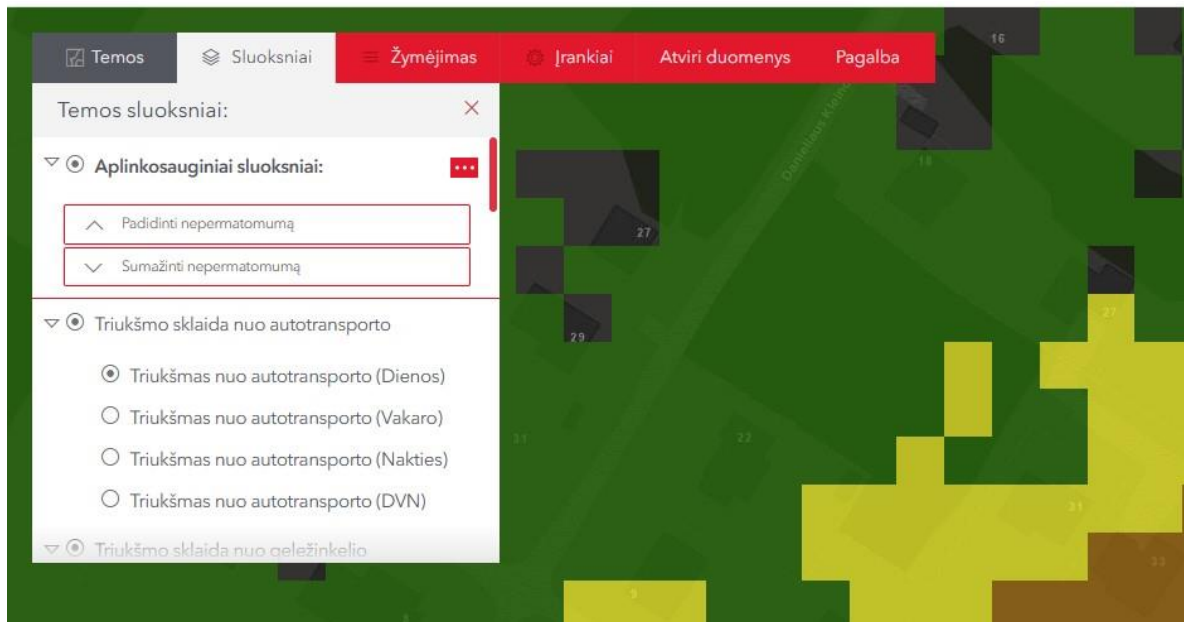 Temos
Sluoksniai
Žymėjimas
Įrankiai
Atviri duomenys
Pagalba
Temos sluoksniai:
Aplinkosauginiai sluoksniai:
Padidinti nepermatomumą
Sumažinti nepermatomumą
Triukšmo sklaida nuo autotransporto
Triukšmas nuo autotransporto (Dienos)
Triukšmas nuo autotransporto (Vakaro)
Triukšmas nuo autotransporto (Nakties)
Triukšmas nuo autotransporto (DVN)
Triukšmo sklaida nuo geležinkelio
16
18
27
29
27
31
22
31
33